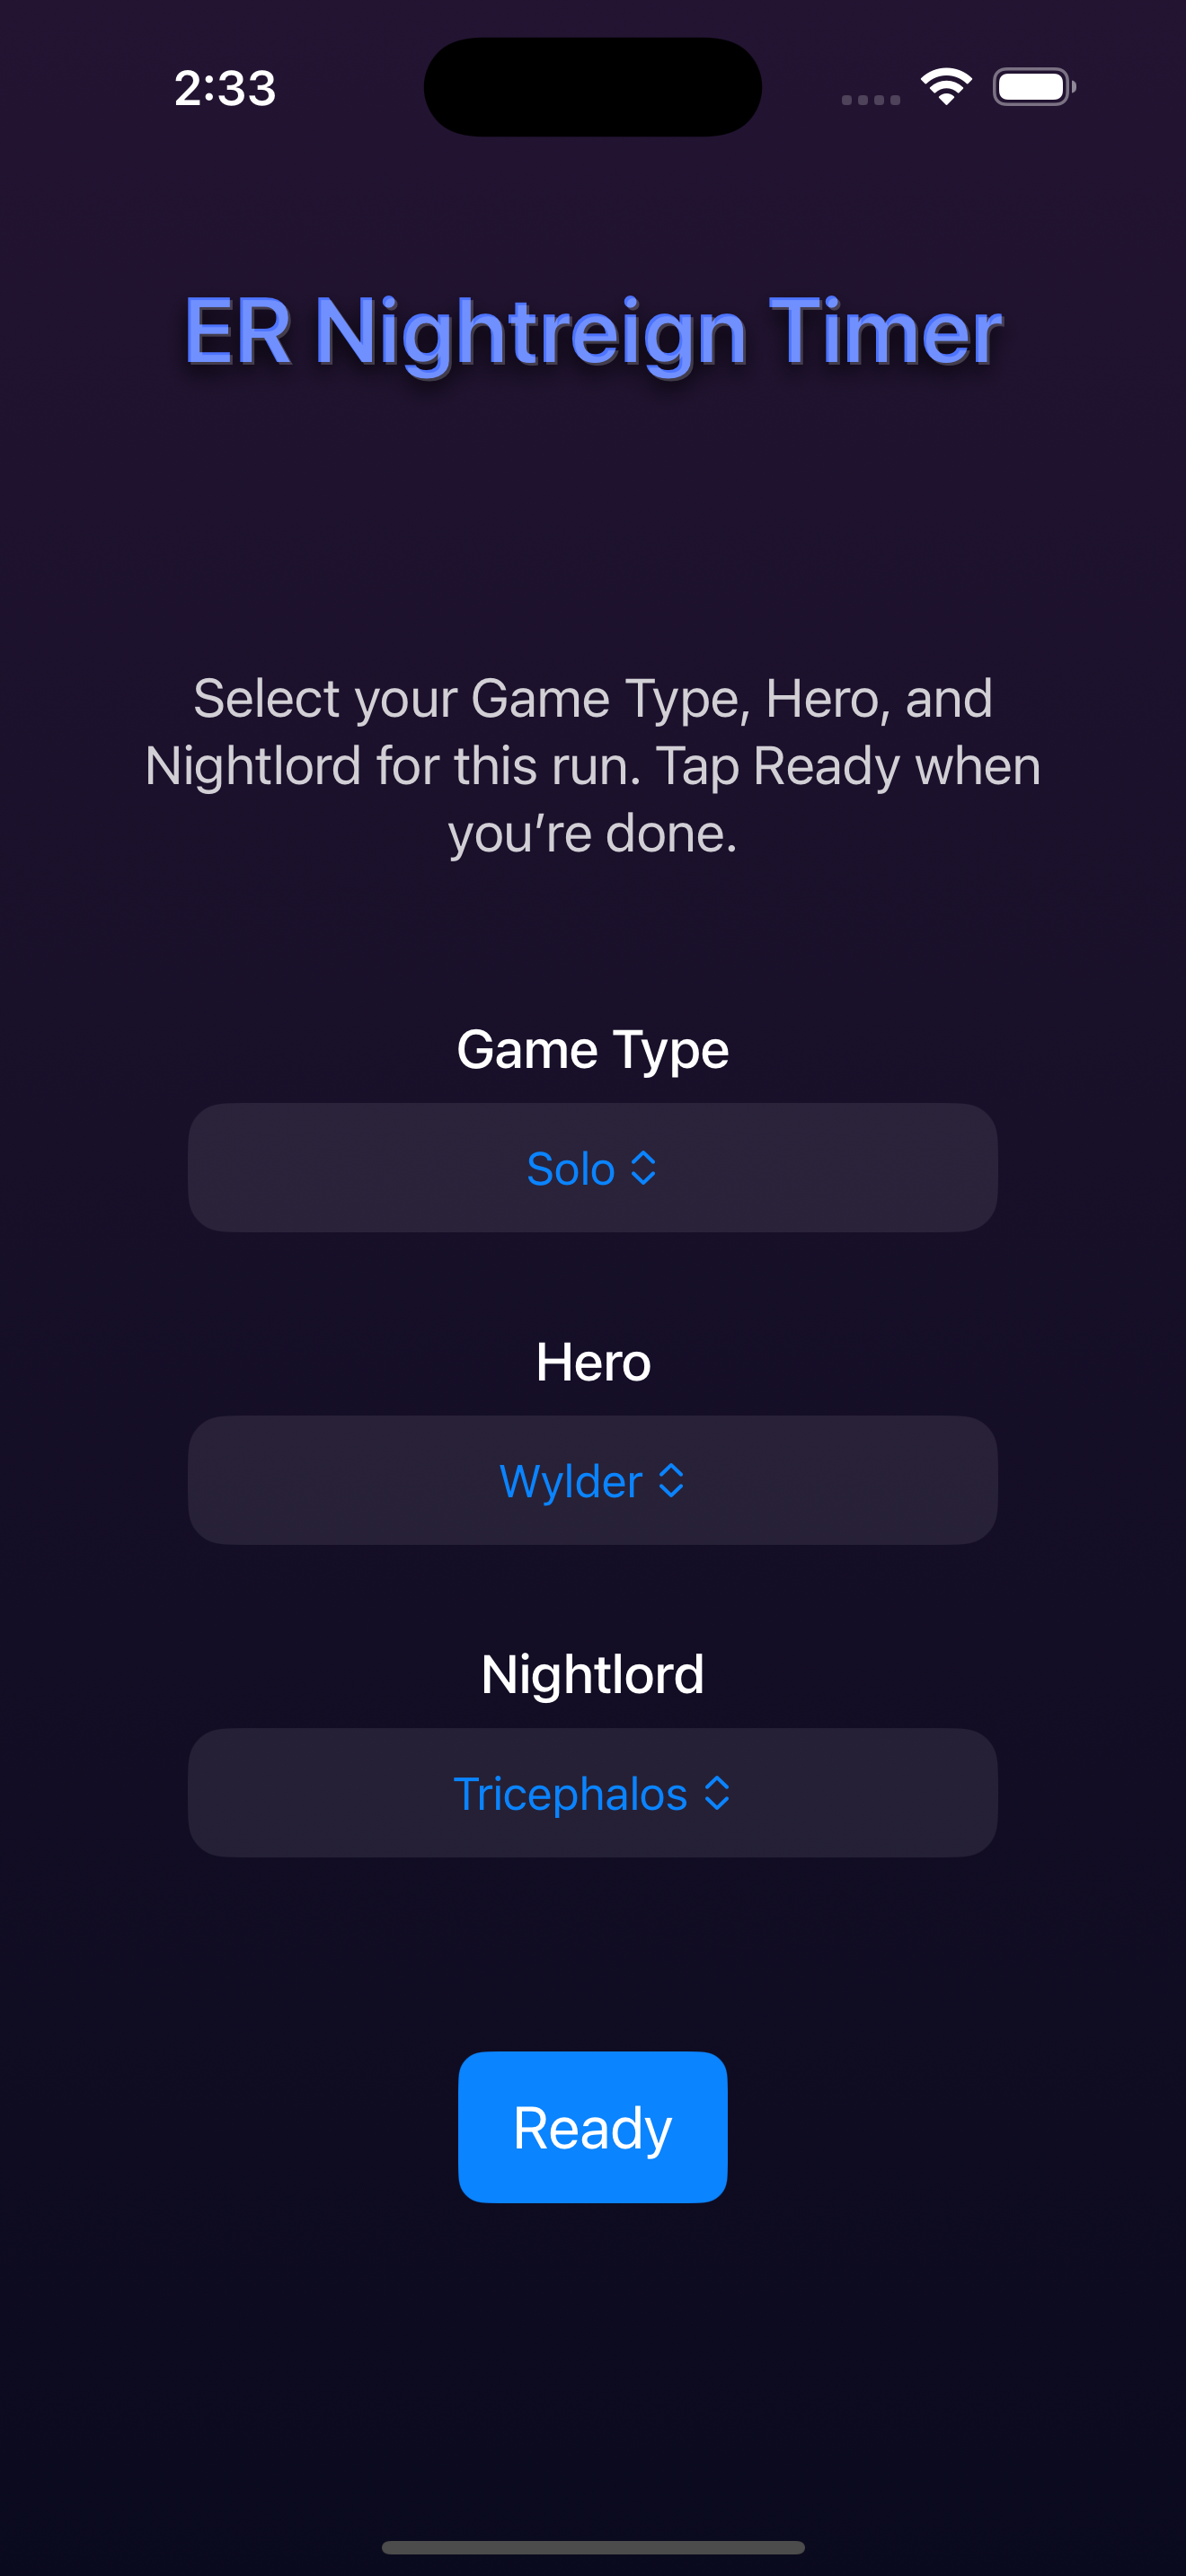 2:33
ER Nightreign Timer
Select your Game Type, Hero, and
Nightlord for this run. Tap Ready when
you’re done.
Game Type
Solo
Hero
Wylder
Nightlord
Tricephalos
Ready